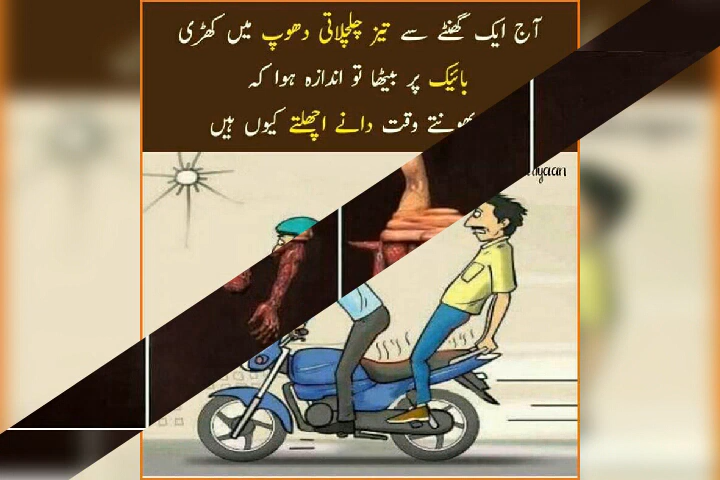 آج ایک گھنٹے سے تیز چلچلاتی دھوپ میں کھڑی
بائیک پر بیٹھا تو اندازہ ہوا کہ
بھونتے وقت دانے اچھلتے کیوں ہیں